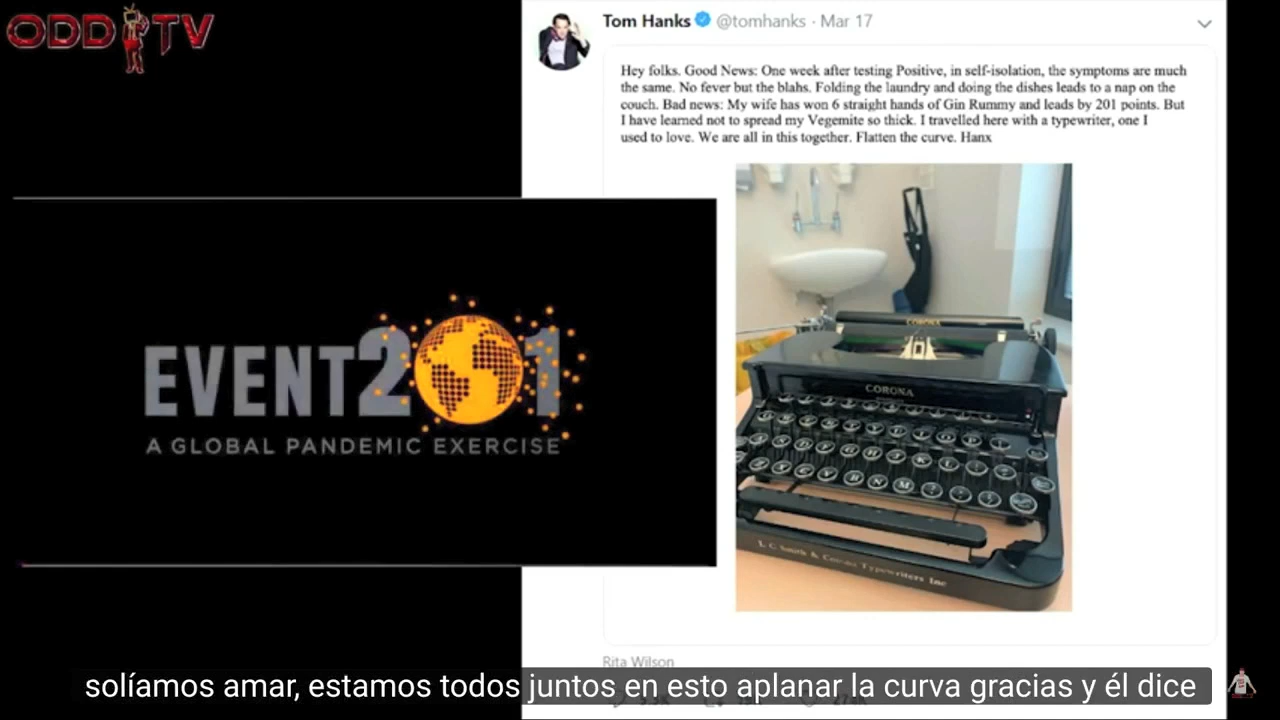 ODD TV
Tom Hanks @tomhanks · Mar 17
Hey folks. Good News: One week after testing Positive, in self-isolation, the symptoms are much
the same. No fever but the blahs. Folding the laundry and doing the dishes leads to a nap on the
couch. Bad news: My wife has won 6 straight hands of Gin Rummy and leads by 201 points. But
I have learned not to spread my Vegemite so thick. I travelled here with a typewriter, one I
used to love. We are all in this together. Flatten the curve. Hanx
EVENT201
A GLOBAL PANDEMIC EXERCISE
CORONA
CORONA
L C Smith & Corona Typewriters Inc
Rita Wilson
solíamos amar, estamos todos juntos en esto aplanar la curva gracias y él dice